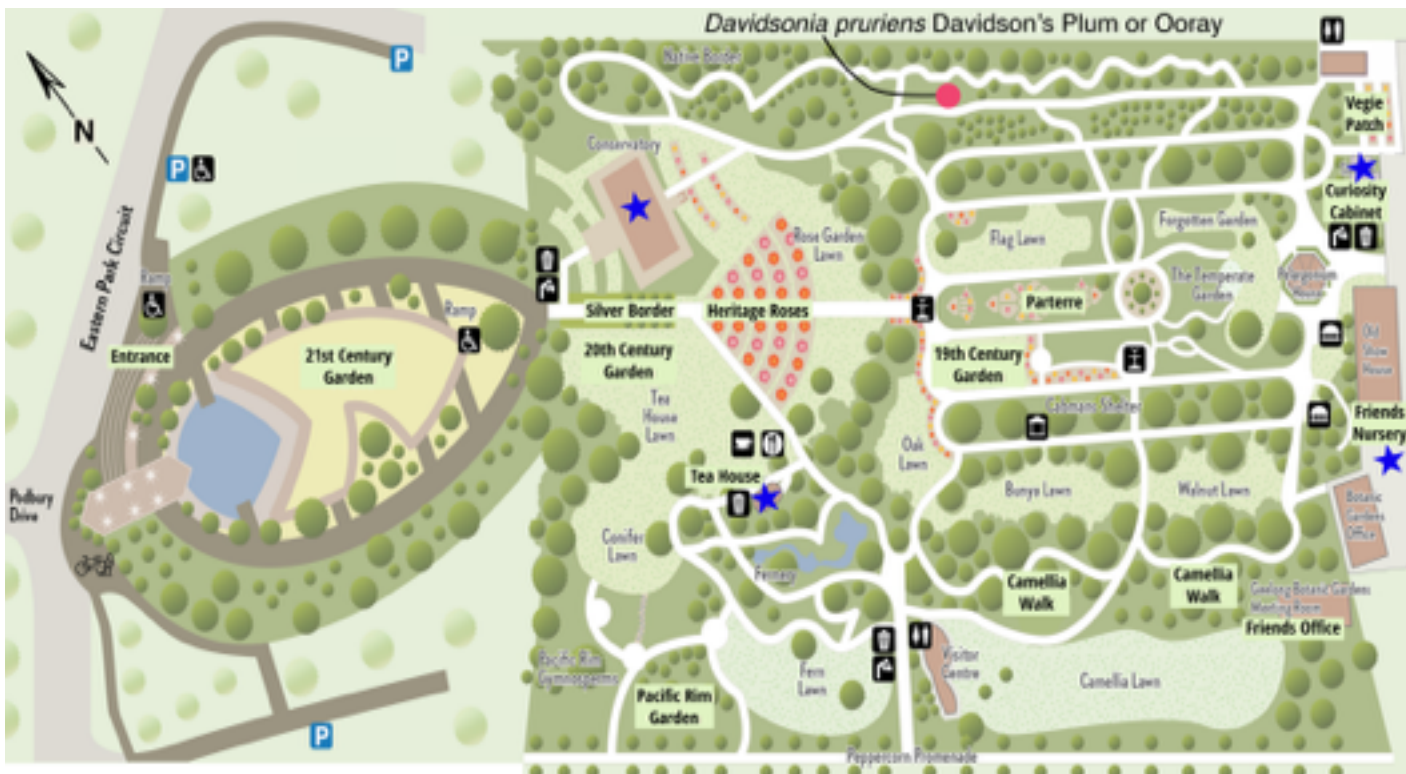 Davidsonia pruriens Davidson's Plum or Ooray
P
Native Border
N
Vegie
Patch
Conservatory
P
Curiosity
Cabinet
Eastern Park Circuit
Rose Garden
Lawn
Flag Lawn
Forgotten Garden
Ramp
The Temperate
Garden
Pelargonium
House
Ramp
Silver Border
Heritage Roses
Parterre
Entrance
21st Century
Garden
20th Century
Garden
19th Century
Garden
Old
Show
House
Tea
House
Lawn
Cabmans Shelter
Friends
Nursery
Oak
Lawn
Tea House
Bunya Lawn
Walnut Lawn
Podbury
Drive
Botanic
Gardens
Office
Conifer
Lawn
Fernery
Camellia
Walk
Camellia
Walk
Geelong Botanic Gardens
Meeting Room
Friends Office
Pacific Rim
Gymnosperms
Fern
Lawn
Visitor
Centre
Camellia Lawn
Pacific Rim
Garden
P
Peppercorn Promenade